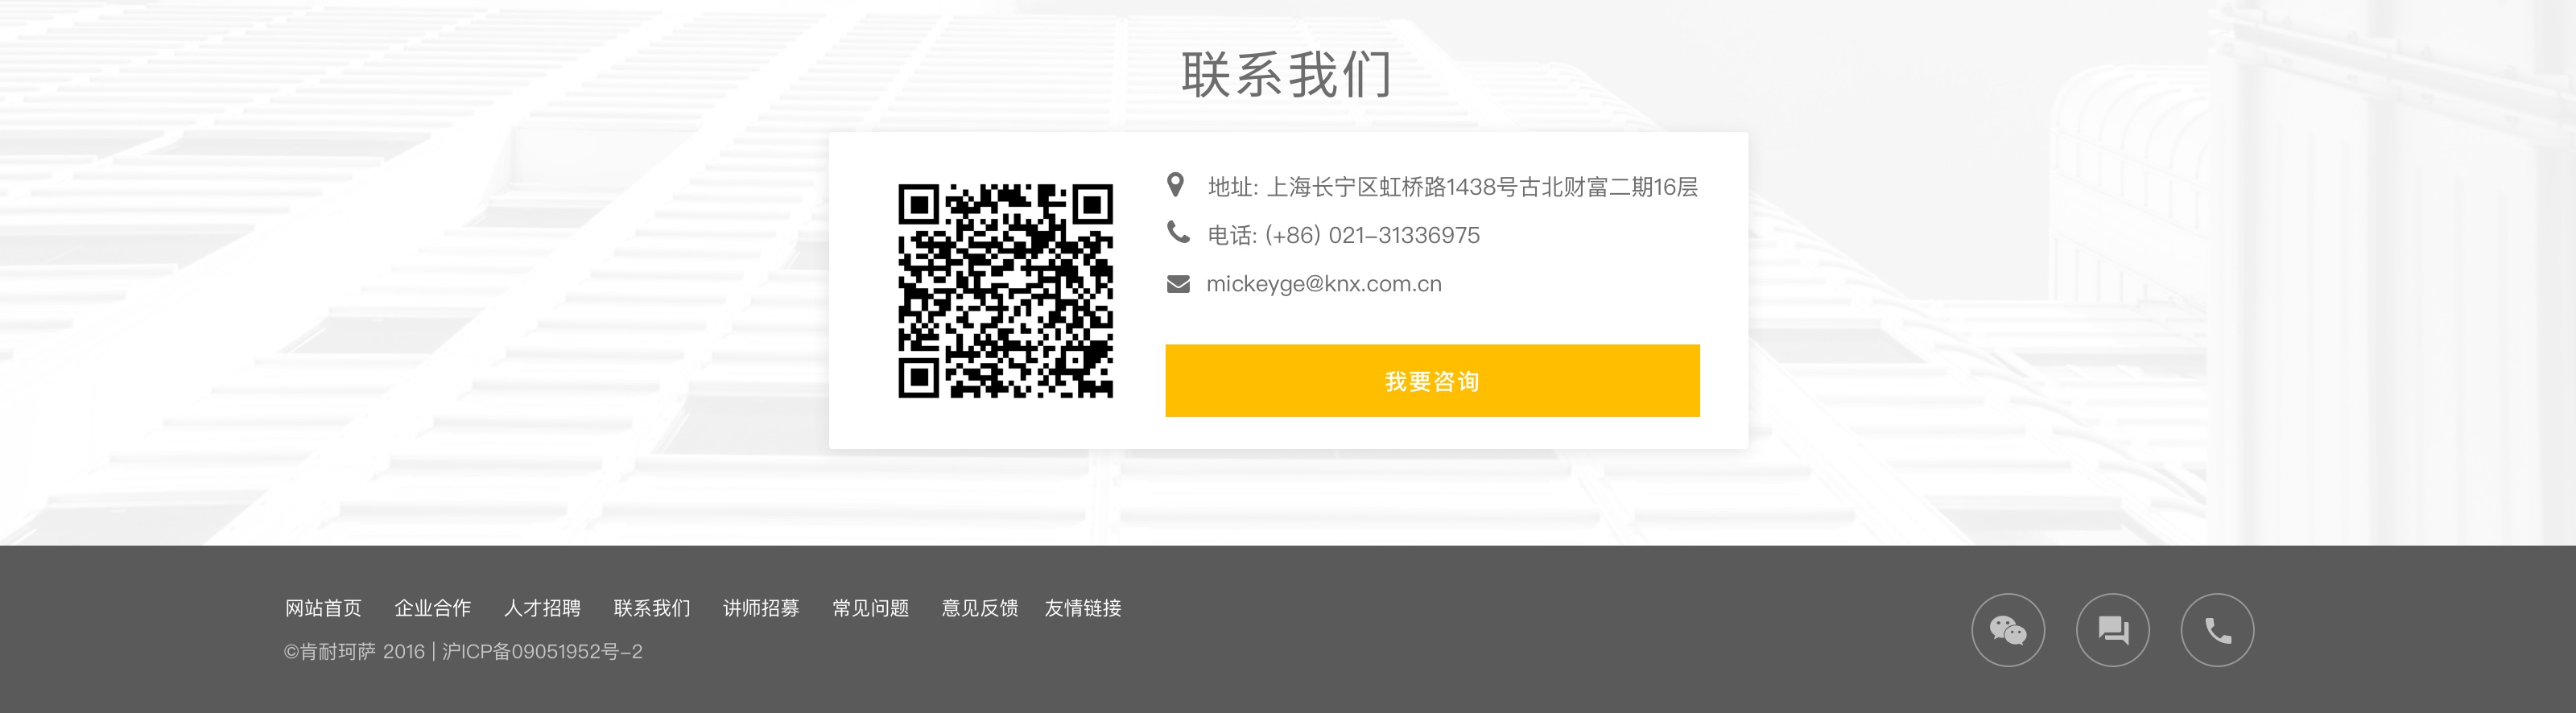 联系我们
地址: 上海长宁区虹桥路1438号古北财富二期16层
电话: (+86) 021-31336975
mickeyge@knx.com.cn
我要咨询
网站首页 企业合作 人才招聘 联系我们 讲师招募 常见问题 意见反馈 友情链接
©肯耐珂萨 2016 | 沪ICP备09051952号-2